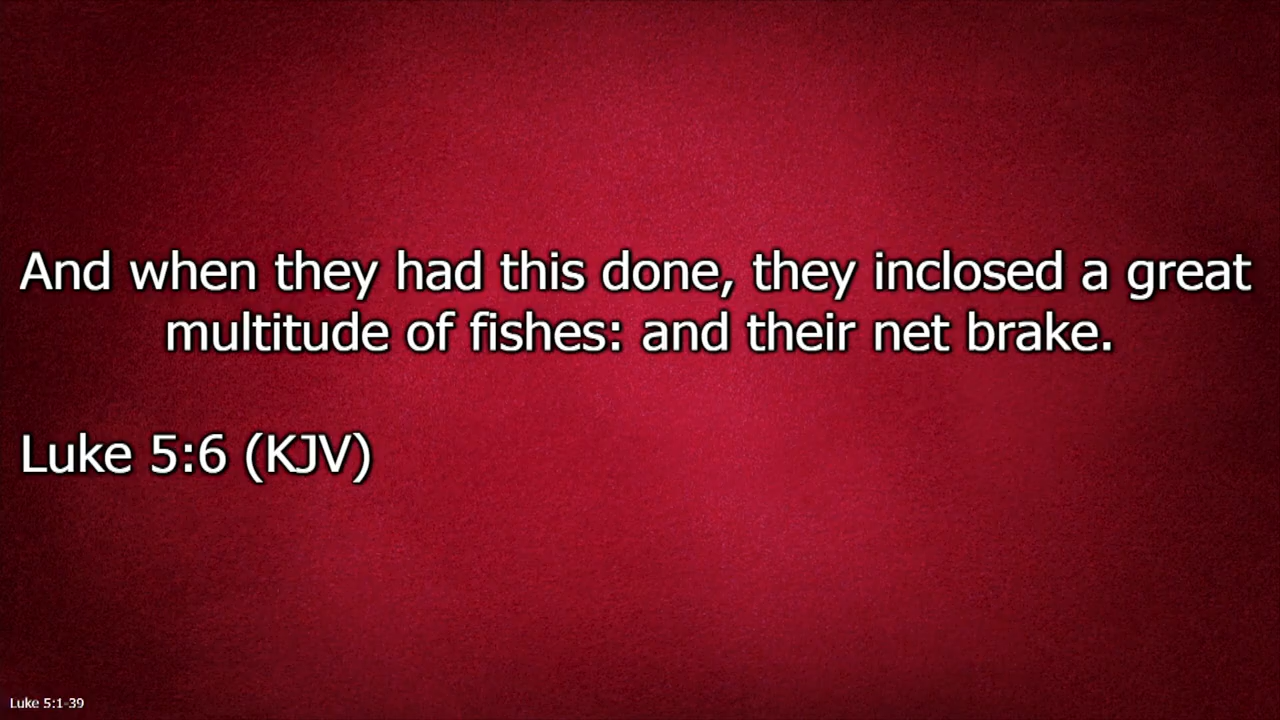 And when they had this done, they inclosed a great
multitude of fishes: and their net brake.
Luke 5:6 (KJV)
Luke 5:1-39